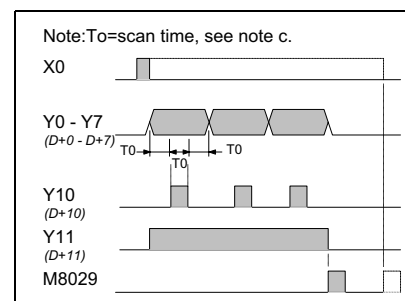 Note:To=scan time, see note c.
X0
Y0 - Y7
(D+0 - D+7)
T0
T0
T0
Y10
(D+10)
Y11
(D+11)
M8029